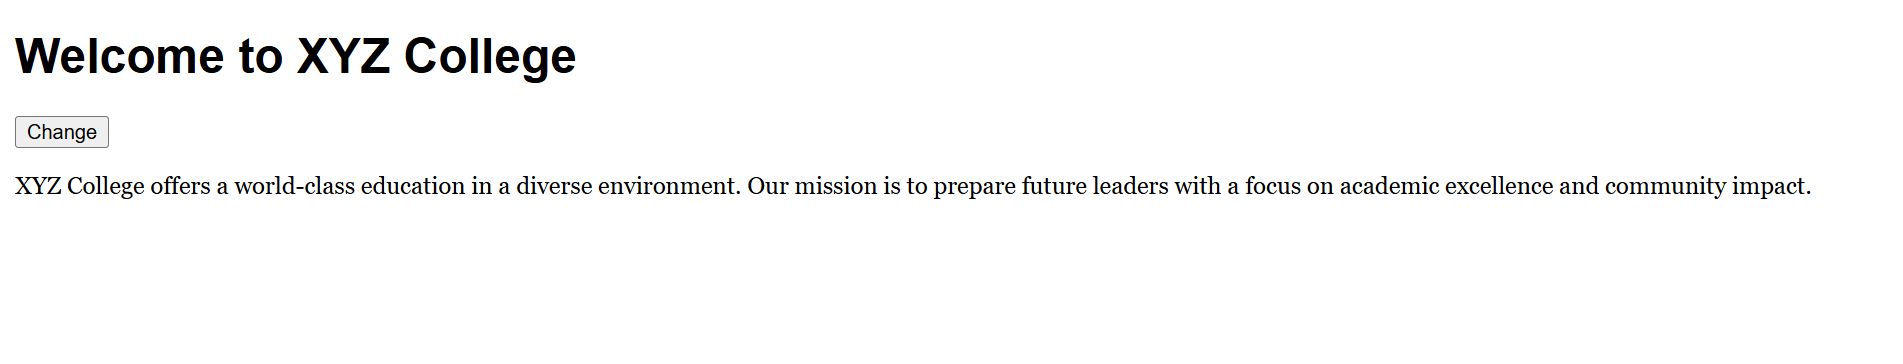 Welcome to XYZ College
Change
XYZ College offers a world-class education in a diverse environment. Our mission is to prepare future leaders with a focus on academic excellence and community impact.